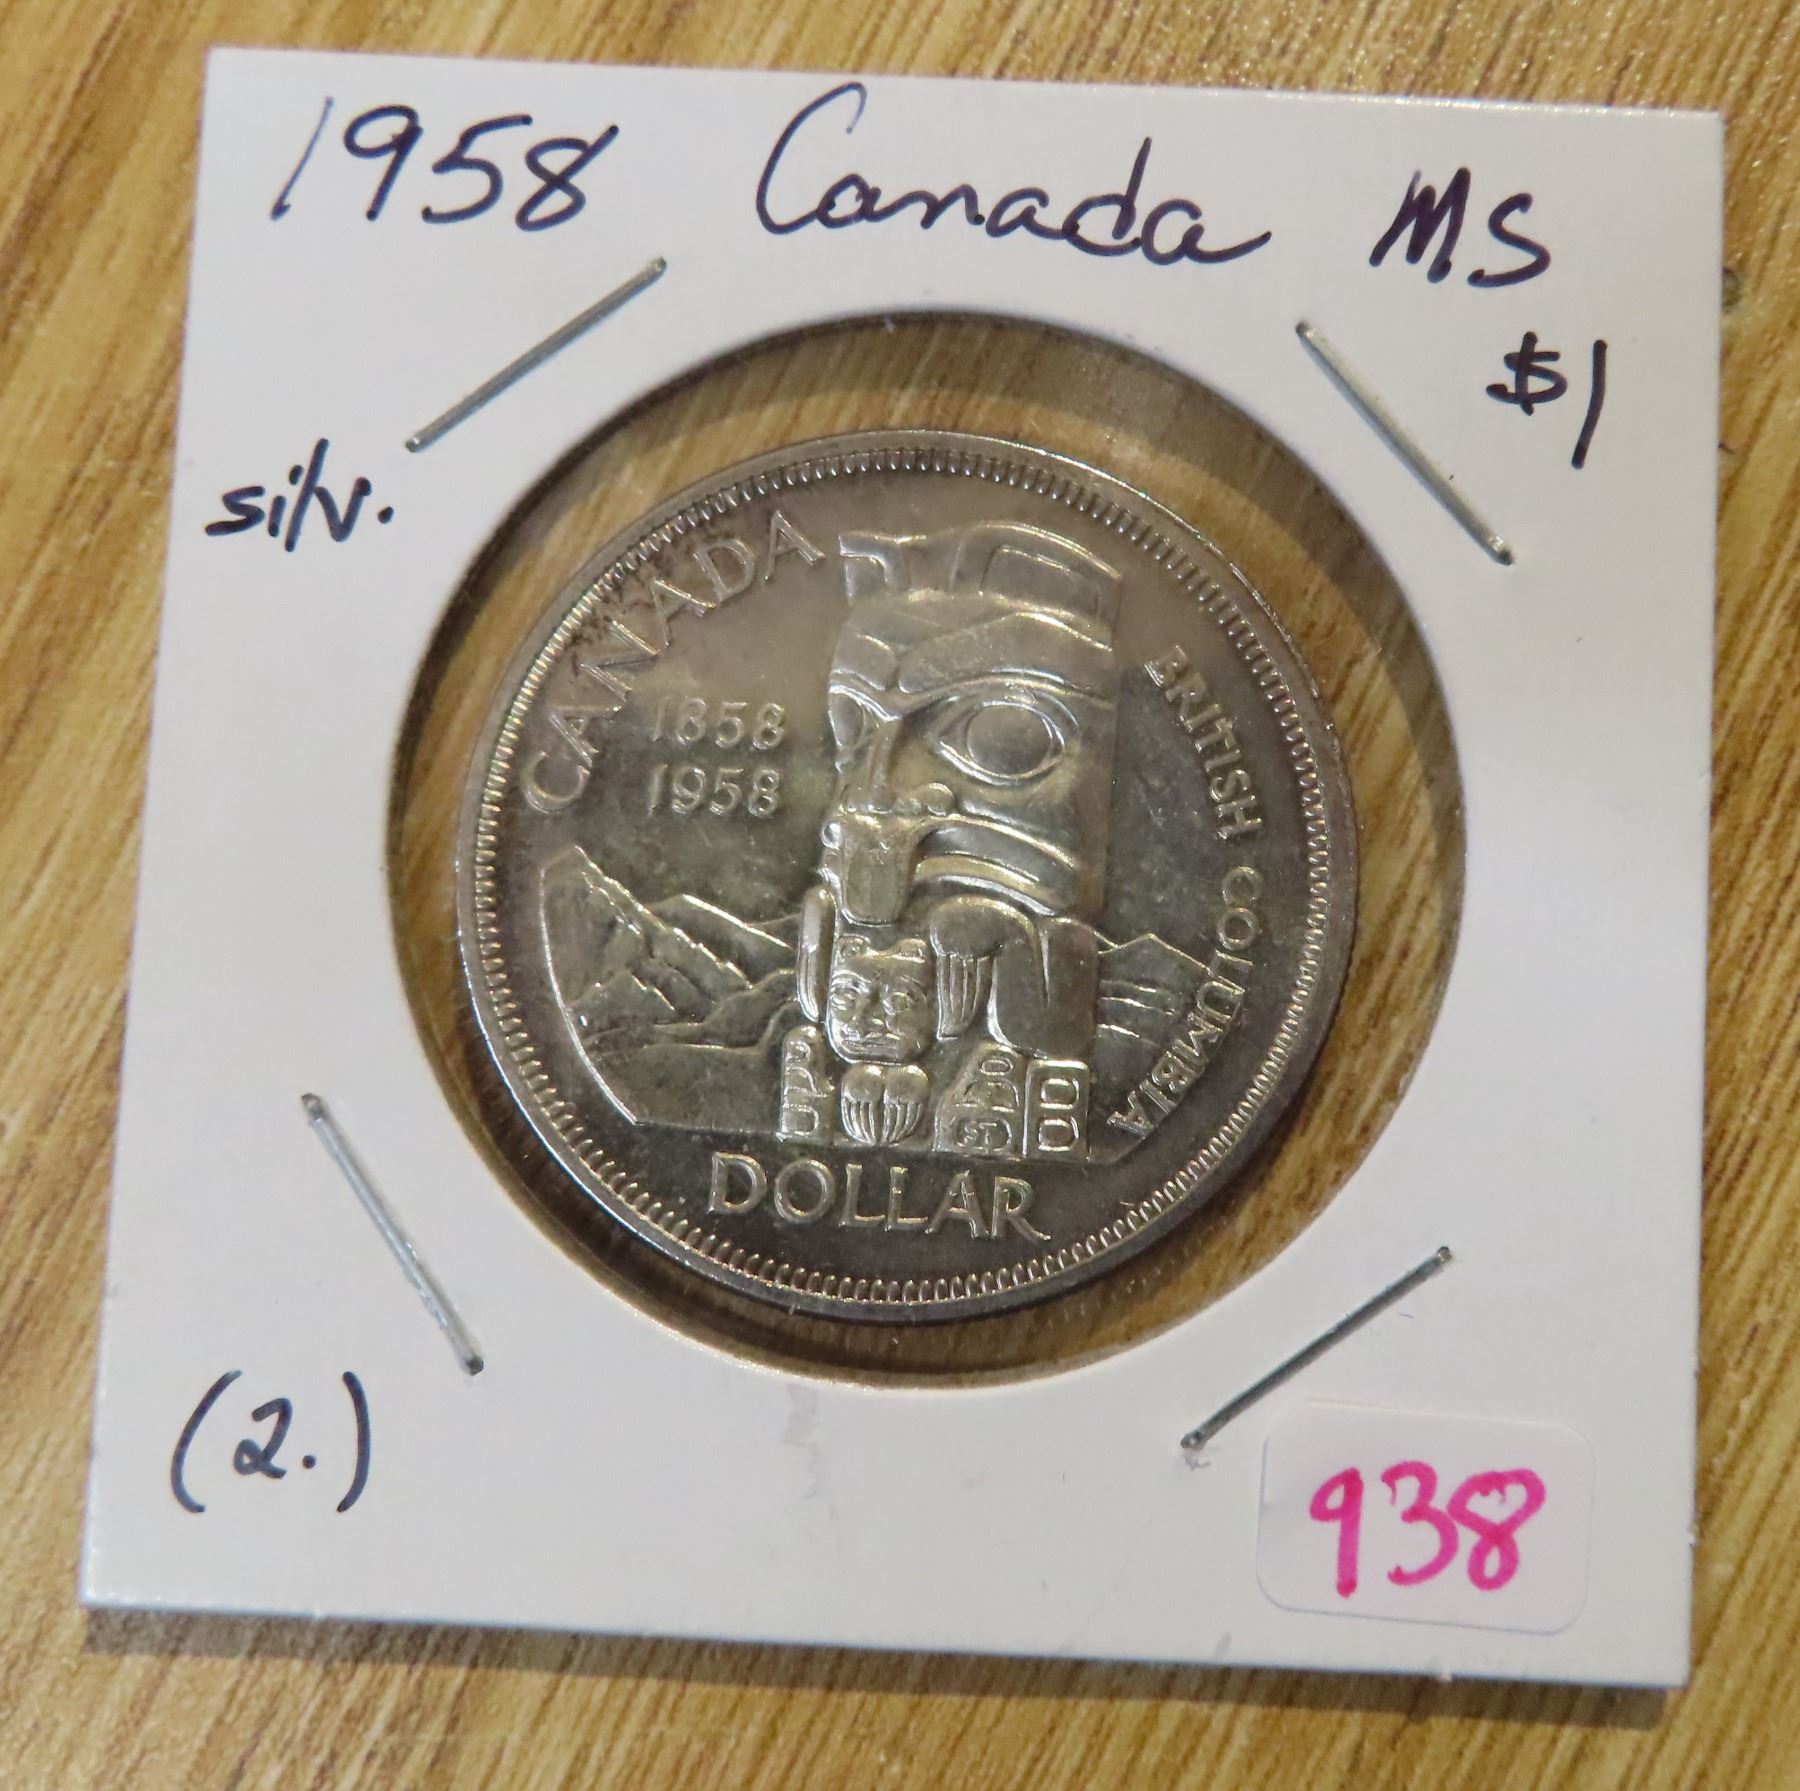 1958 Canada MS
$1
silv.
CANADA
1858
1958
BRITISH COLUMBIA
DOLLAR
(2.)
938